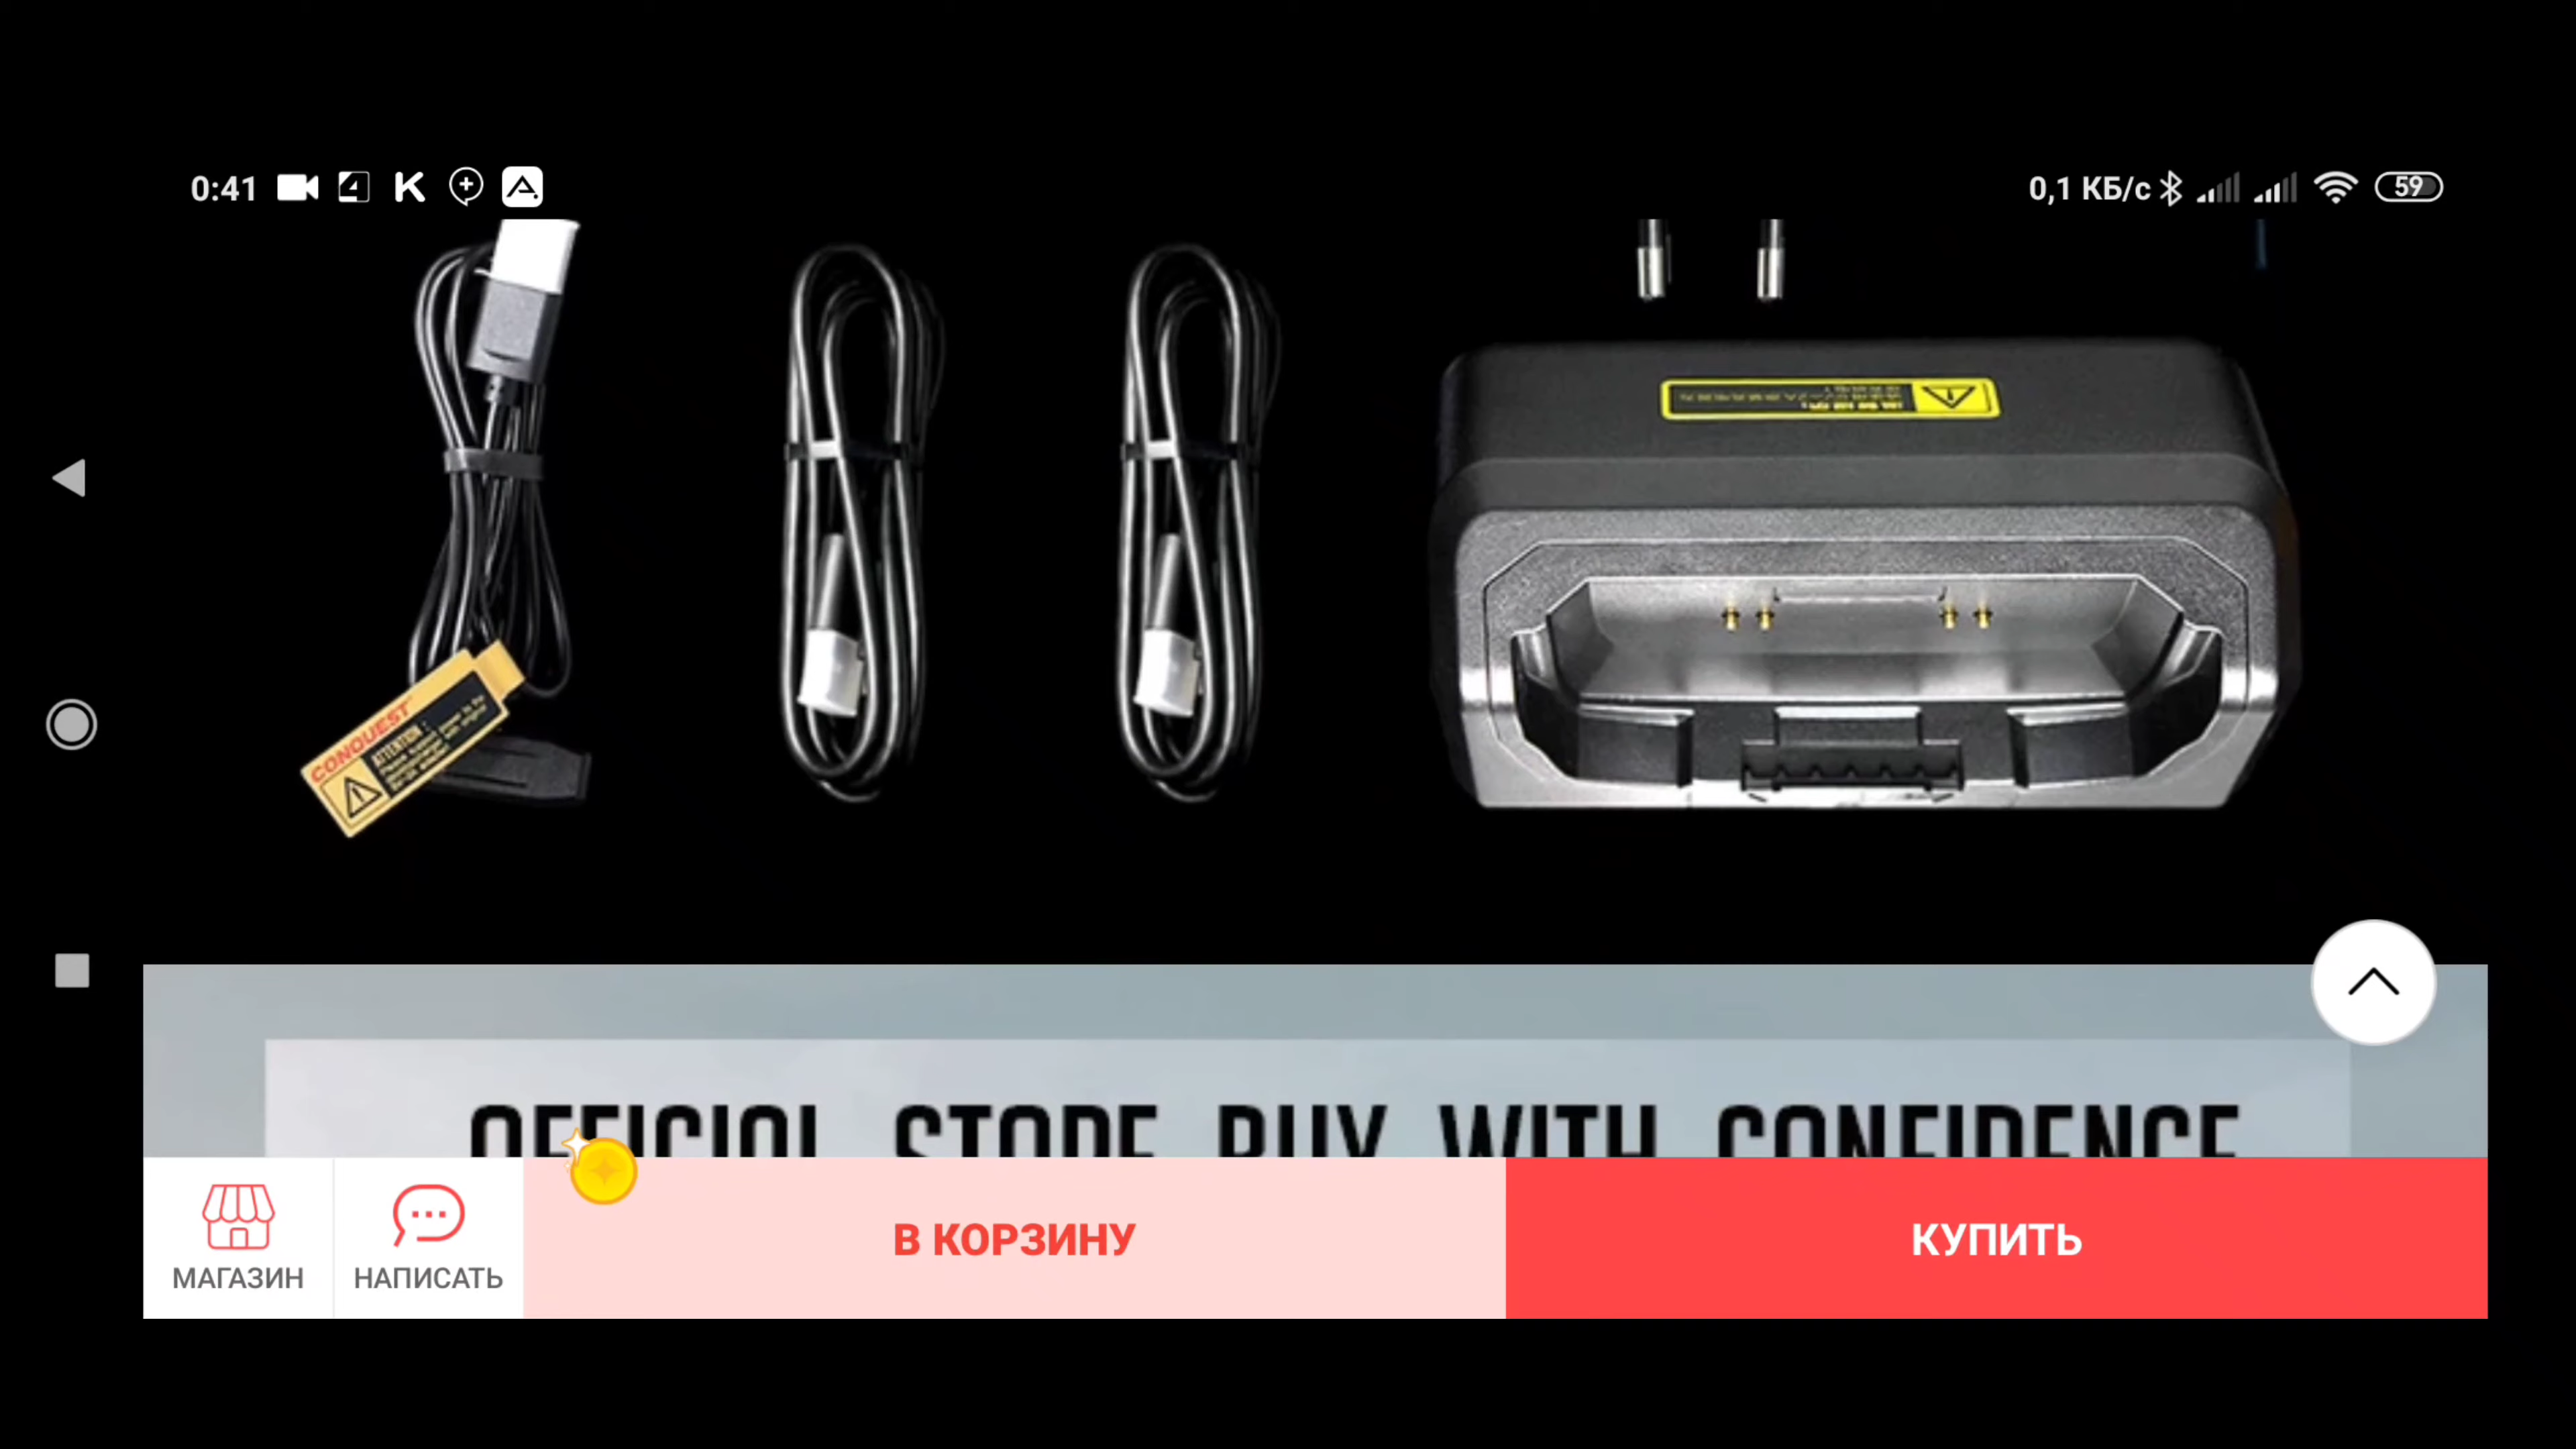 0:41
0,1 КБ/с
59
CONQUEST
ATTENTION :
OFFICIAL STORE BUY WITH CONFIDENCE
МАГАЗИН
НАПИСАТЬ
В КОРЗИНУ
КУПИТЬ